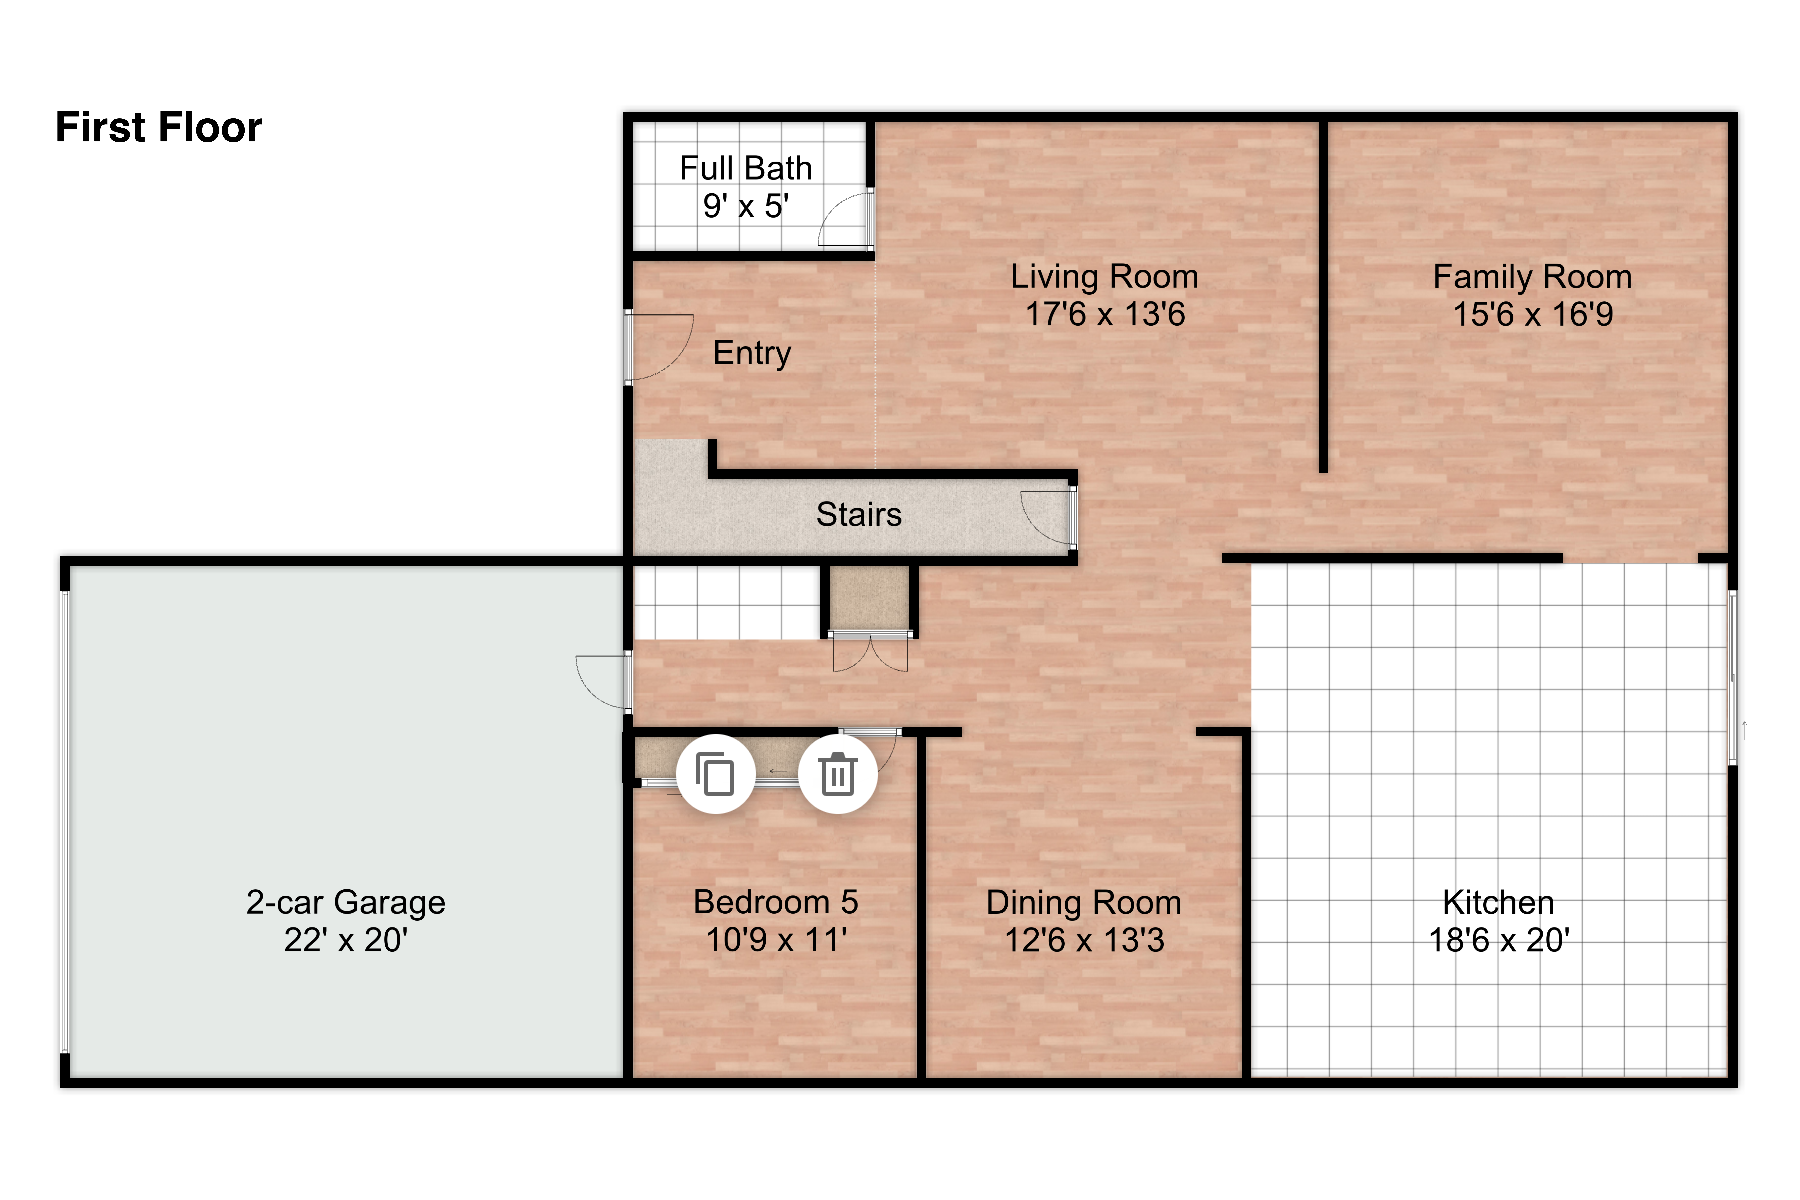 First Floor
Full Bath
9' x 5'
Living Room
17'6 x 13'6
Family Room
15'6 x 16'9
Entry
Stairs
2-car Garage
22' x 20'
Bedroom 5
10'9 x 11'
Dining Room
12'6 x 13'3
Kitchen
18'6 x 20'